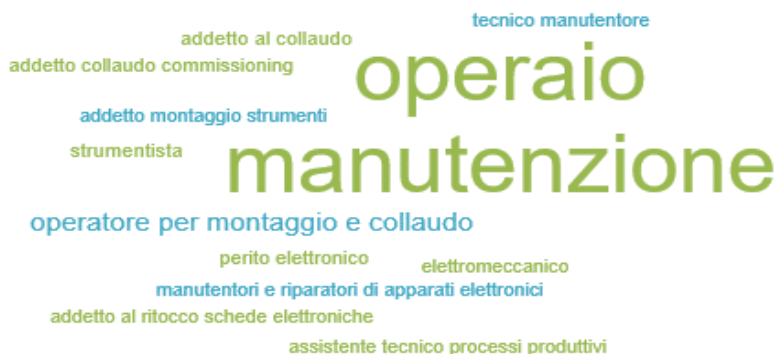 tecnico manutentore
addetto al collaudo
operaio
addetto collaudo commissioning
addetto montaggio strumenti
strumentista
manutenzione
operatore per montaggio e collaudo
perito elettronico
elettromeccanico
manutentori e riparatori di apparati elettronici
addetto al ritocco schede elettroniche
assistente tecnico processi produttivi